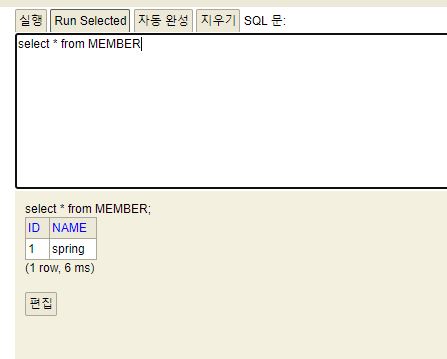 실행 Run Selected 자동 완성 지우기 SQL 문:
select * from MEMBER
select * from MEMBER;
ID NAME
1 spring
(1 row, 6 ms)
편집